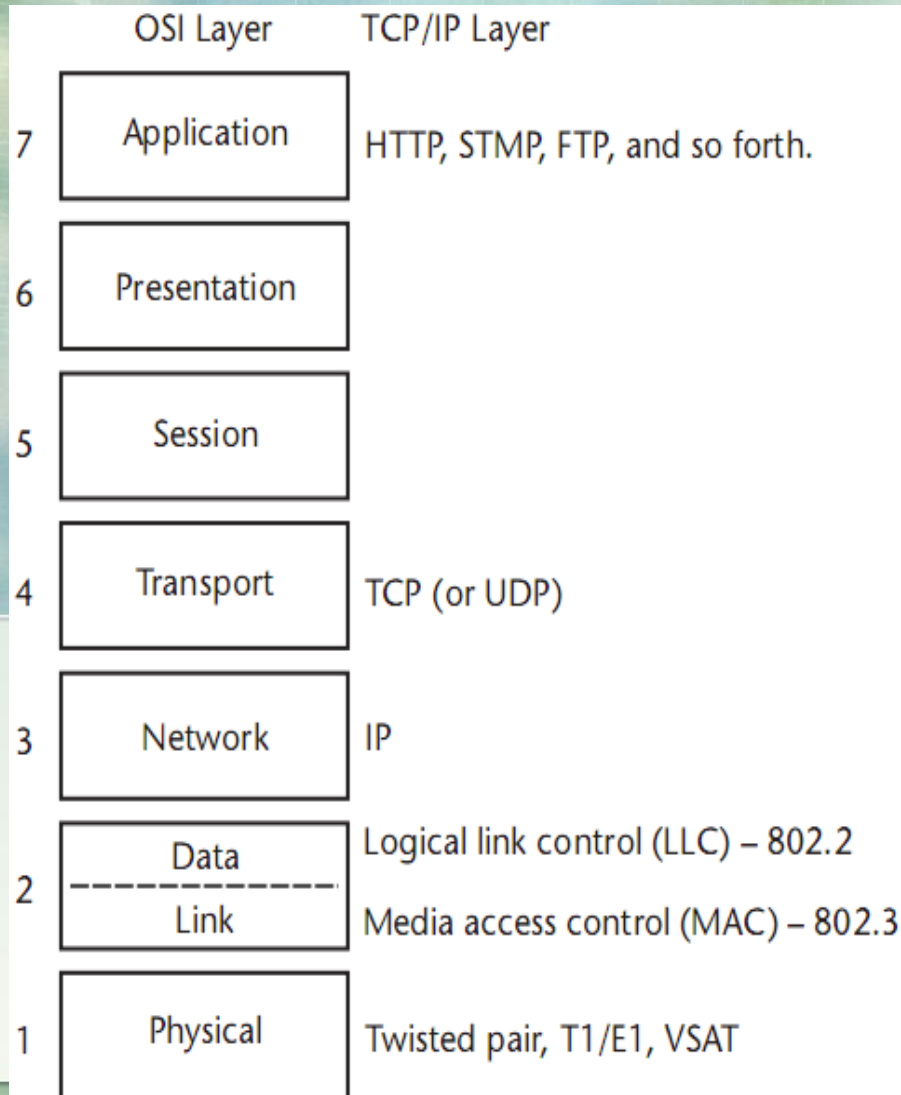 OSI Layer TCP/IP Layer
7 Application HTTP, STMP, FTP, and so forth.
6 Presentation
5 Session
4 Transport TCP (or UDP)
3 Network IP
Data Logical link control (LLC) – 802.2
2
Link Media access control (MAC) – 802.3
1 Physical Twisted pair, T1/E1, VSAT